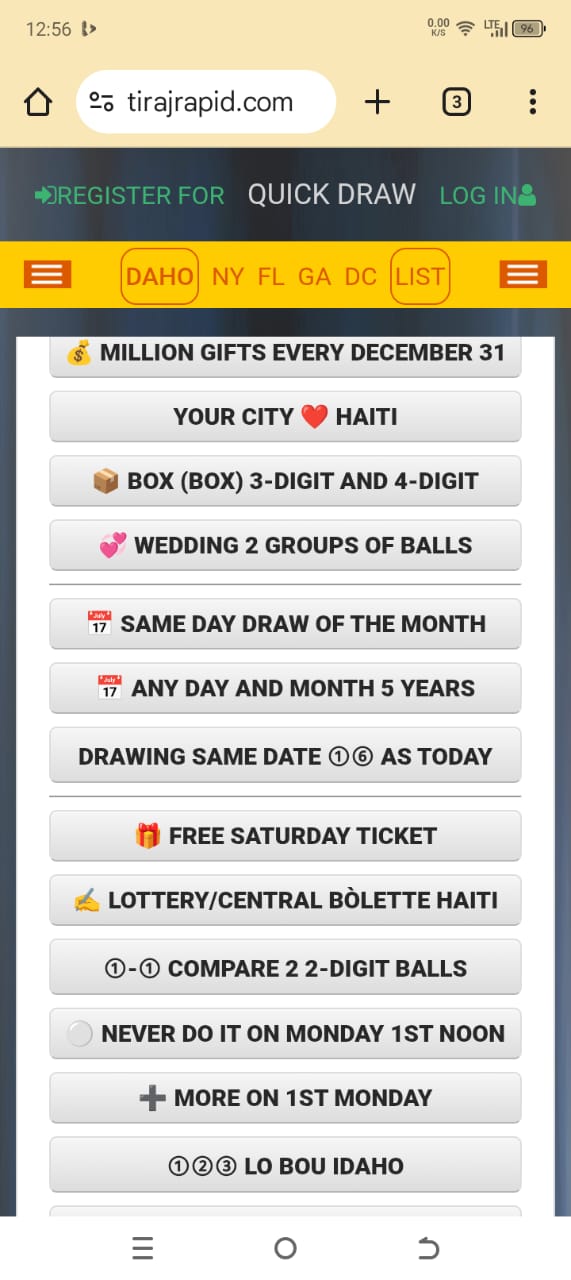 12:56
0.00 K/S LTE 96
tirajrapid.com
3
REGISTER FOR QUICK DRAW LOG IN
DAHO NY FL GA DC LIST
💰 MILLION GIFTS EVERY DECEMBER 31
YOUR CITY ❤️ HAITI
📦 BOX (BOX) 3-DIGIT AND 4-DIGIT
💞 WEDDING 2 GROUPS OF BALLS
📅 SAME DAY DRAW OF THE MONTH
📅 ANY DAY AND MONTH 5 YEARS
DRAWING SAME DATE ①⑥ AS TODAY
🎁 FREE SATURDAY TICKET
✍️ LOTTERY/CENTRAL BÒLETTE HAITI
①-① COMPARE 2 2-DIGIT BALLS
⚪ NEVER DO IT ON MONDAY 1ST NOON
➕ MORE ON 1ST MONDAY
①②③ LO BOU IDAHO